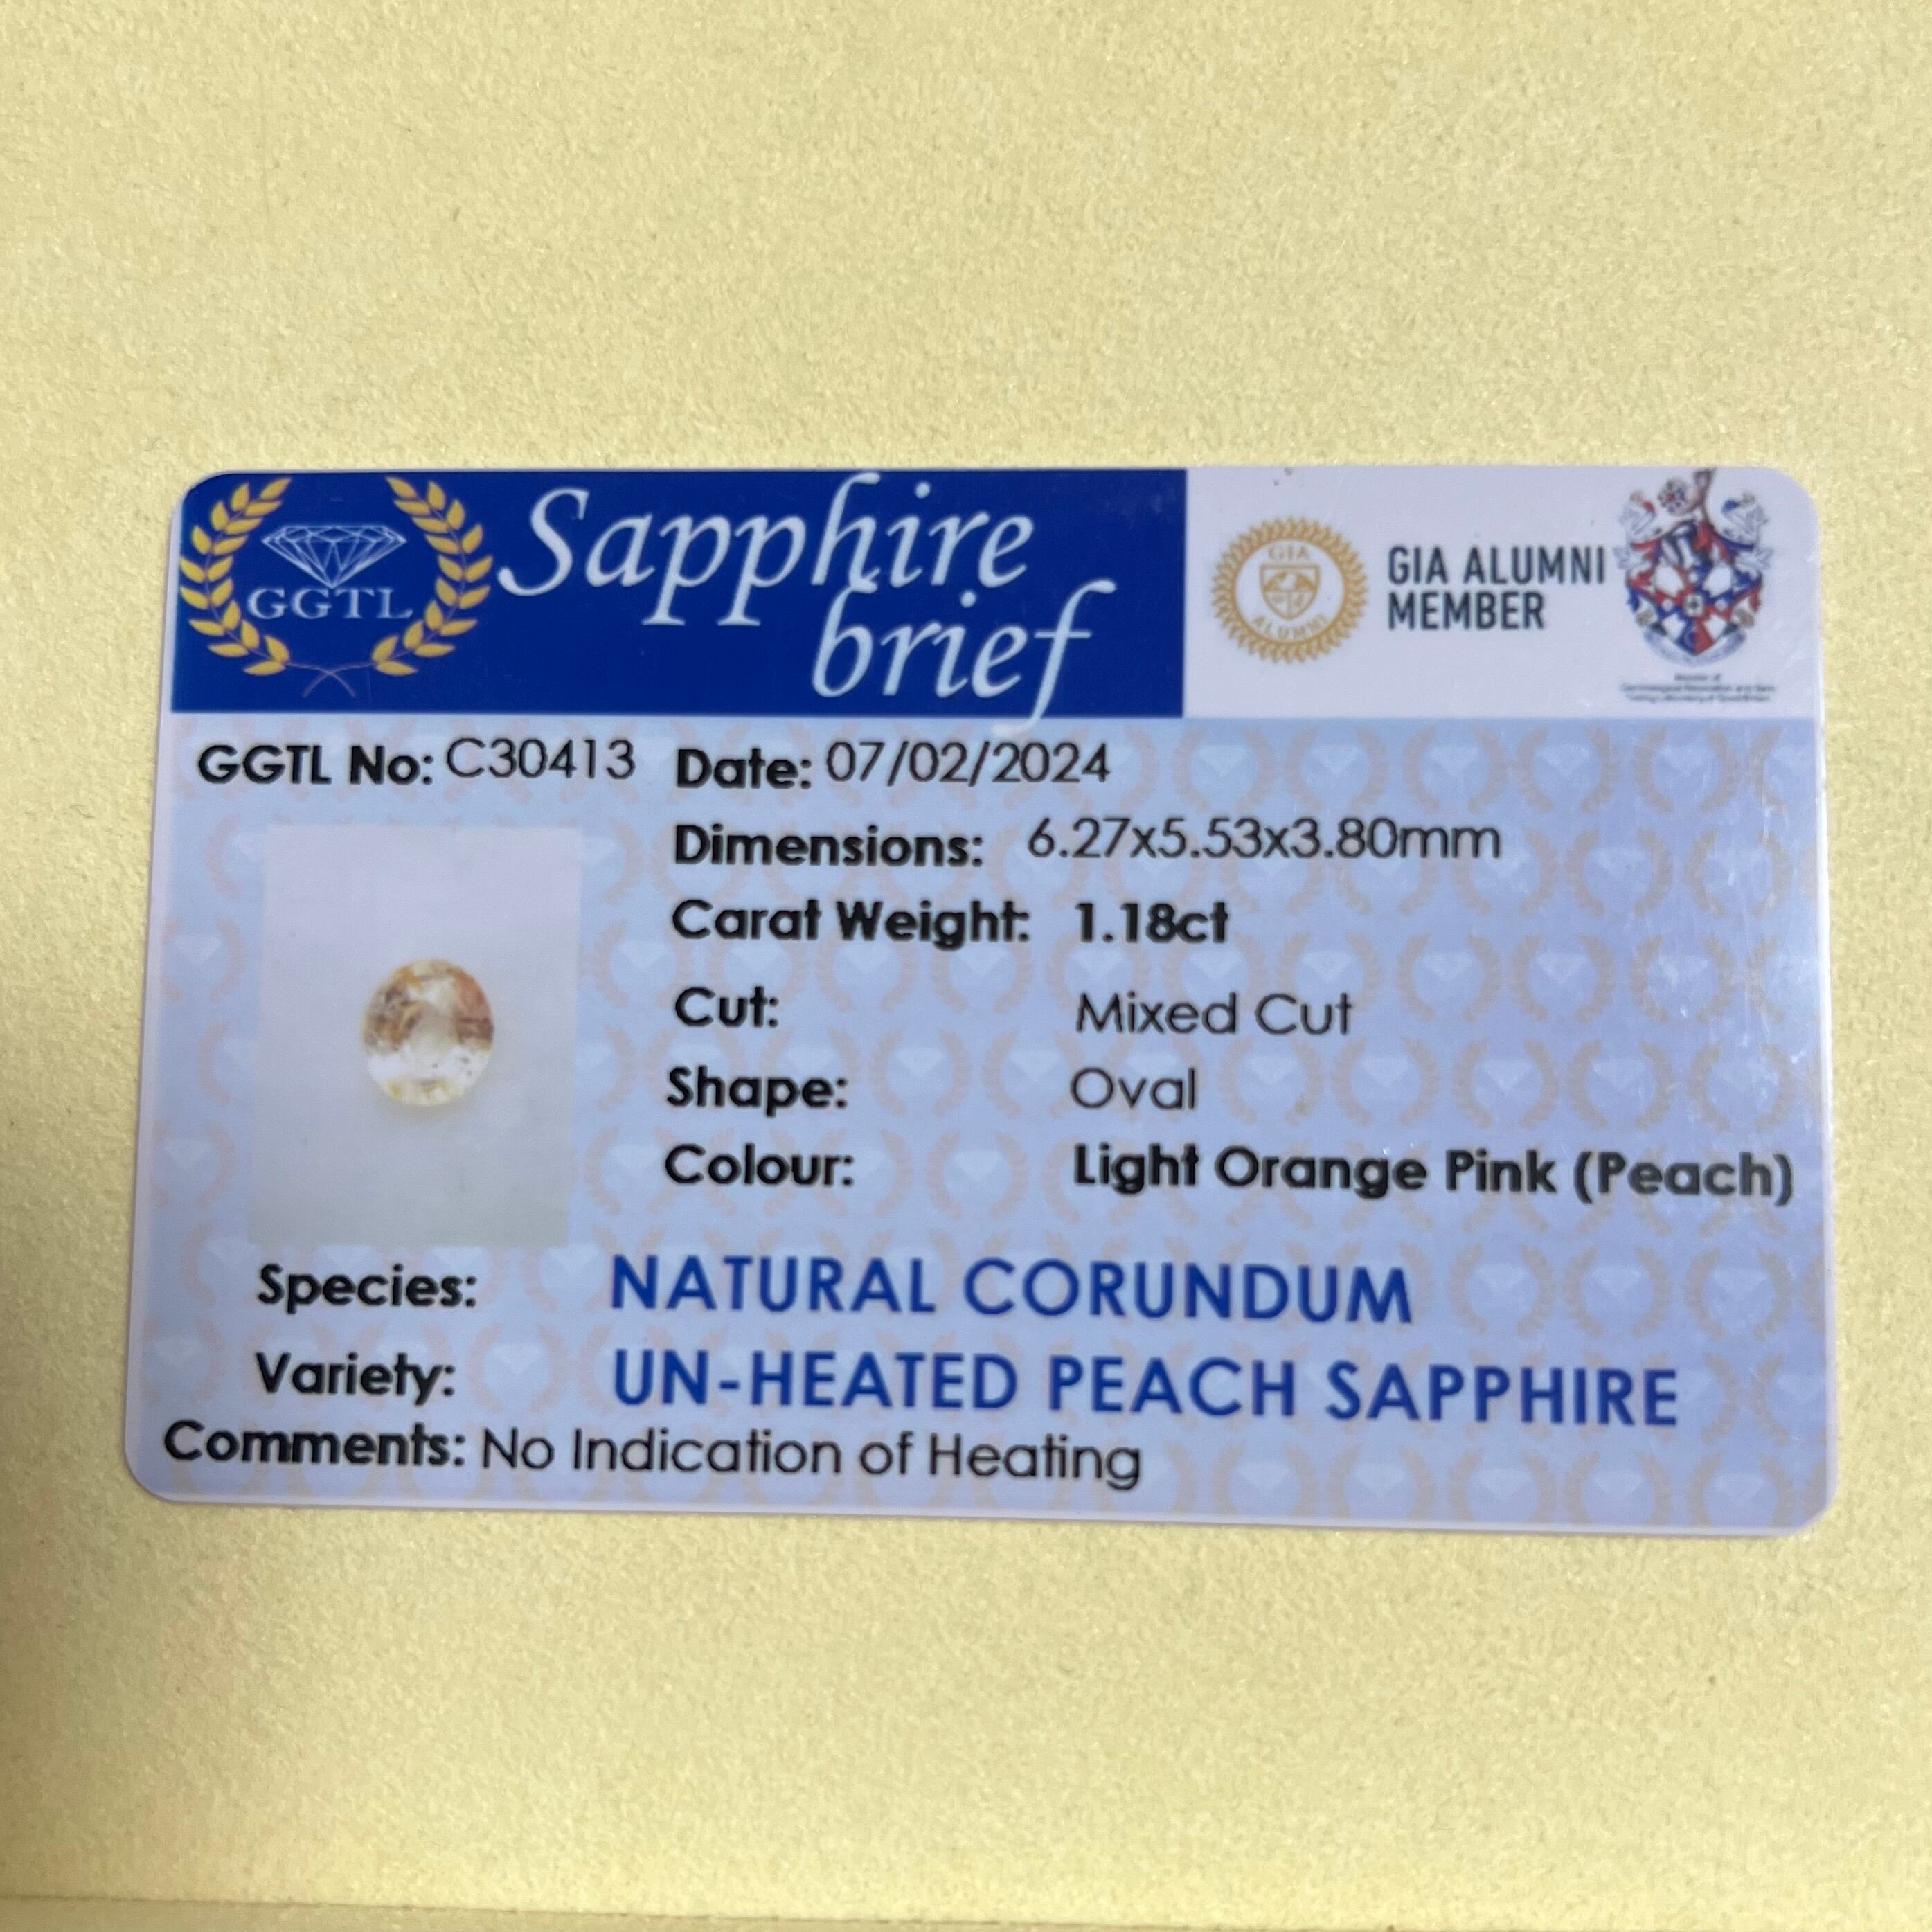 GGTL
Sapphire
brief
GIA
ALUMNI
GIA ALUMNI
MEMBER
GGTL No: C30413 Date: 07/02/2024
Dimensions: 6.27x5.53x3.80mm
Carat Weight: 1.18ct
Cut: Mixed Cut
Shape: Oval
Colour: Light Orange Pink (Peach)
Species: NATURAL CORUNDUM
Variety: UN-HEATED PEACH SAPPHIRE
Comments: No Indication of Heating